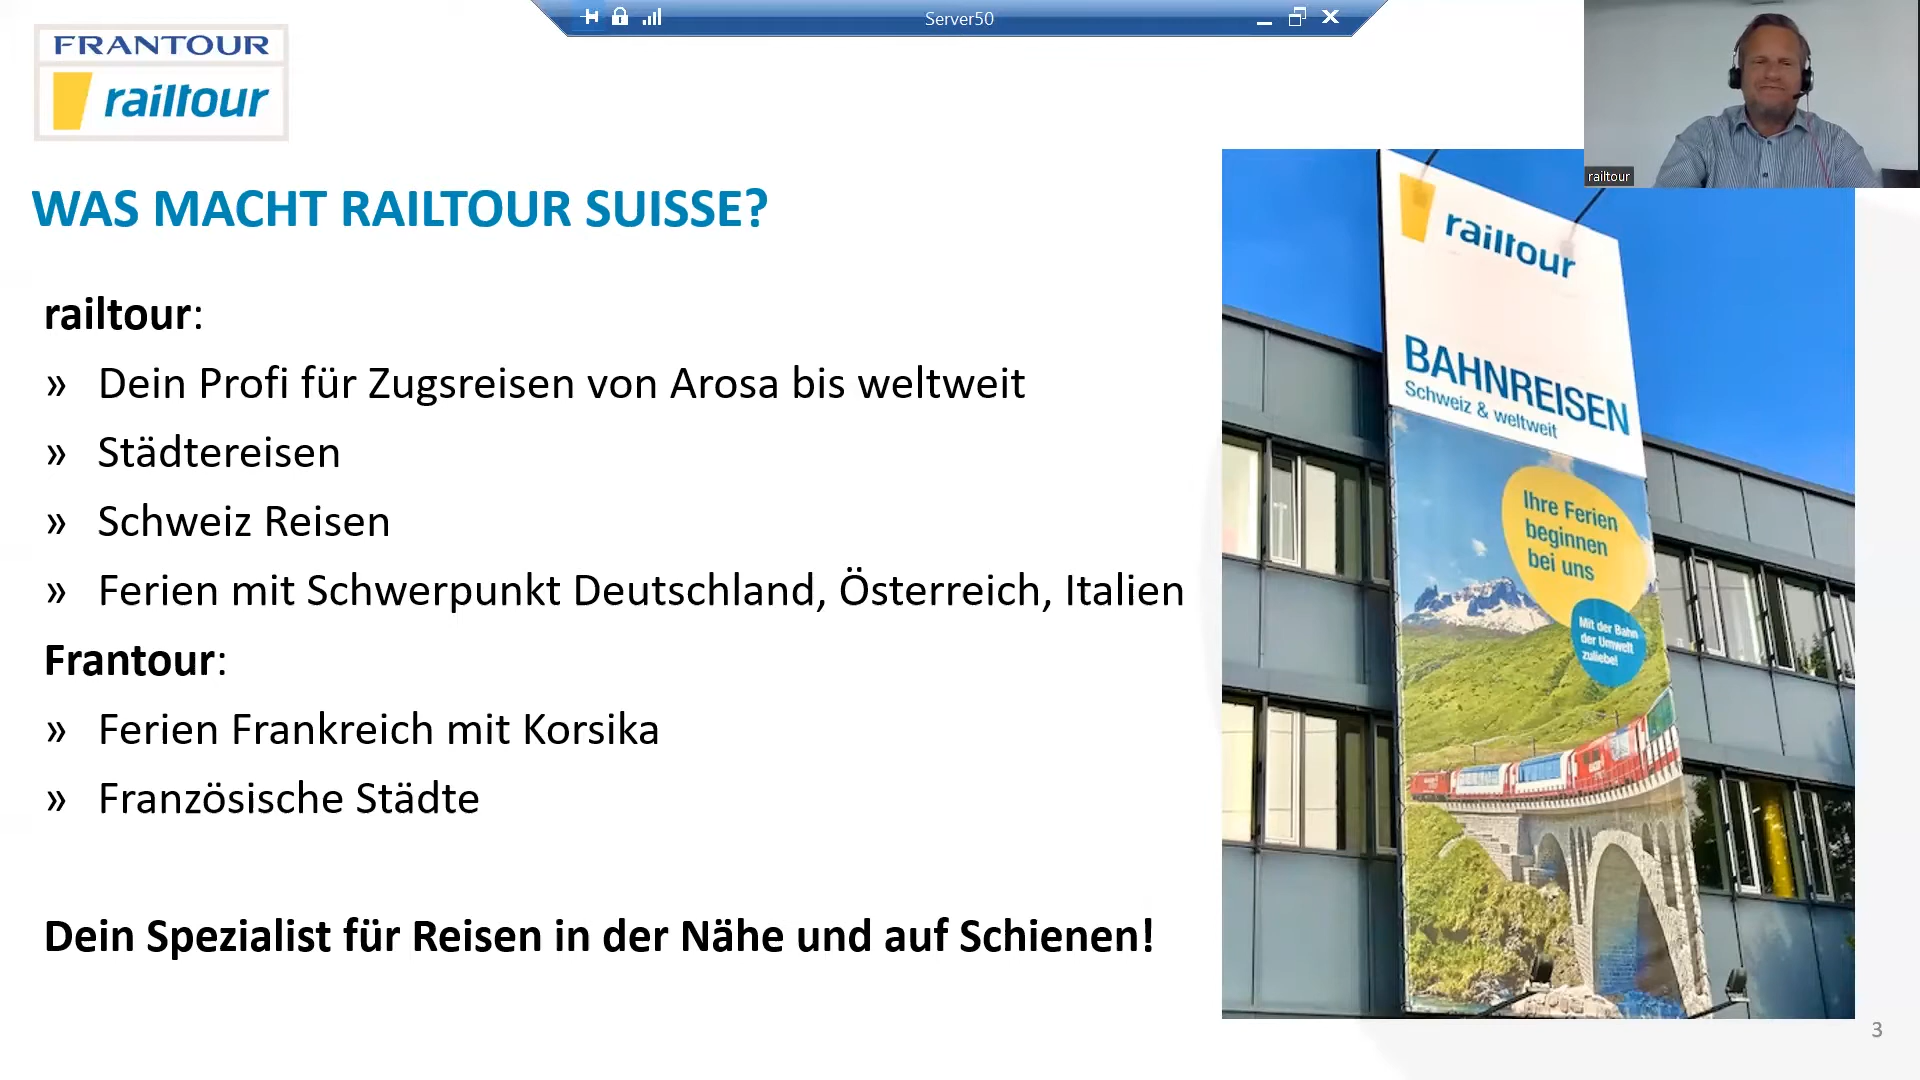 Server50
FRANTOUR
railtour
railtour
WAS MACHT RAILTOUR SUISSE?
railtour:
» Dein Profi für Zugsreisen von Arosa bis weltweit
» Städtereisen
» Schweiz Reisen
» Ferien mit Schwerpunkt Deutschland, Österreich, Italien
Frantour:
» Ferien Frankreich mit Korsika
» Französische Städte
Dein Spezialist für Reisen in der Nähe und auf Schienen!
railtour
BAHNREISEN
Schweiz & weltweit
Ihre Ferien
beginnen
bei uns
Mit der Bahn
der Umwelt
zuliebe!
3